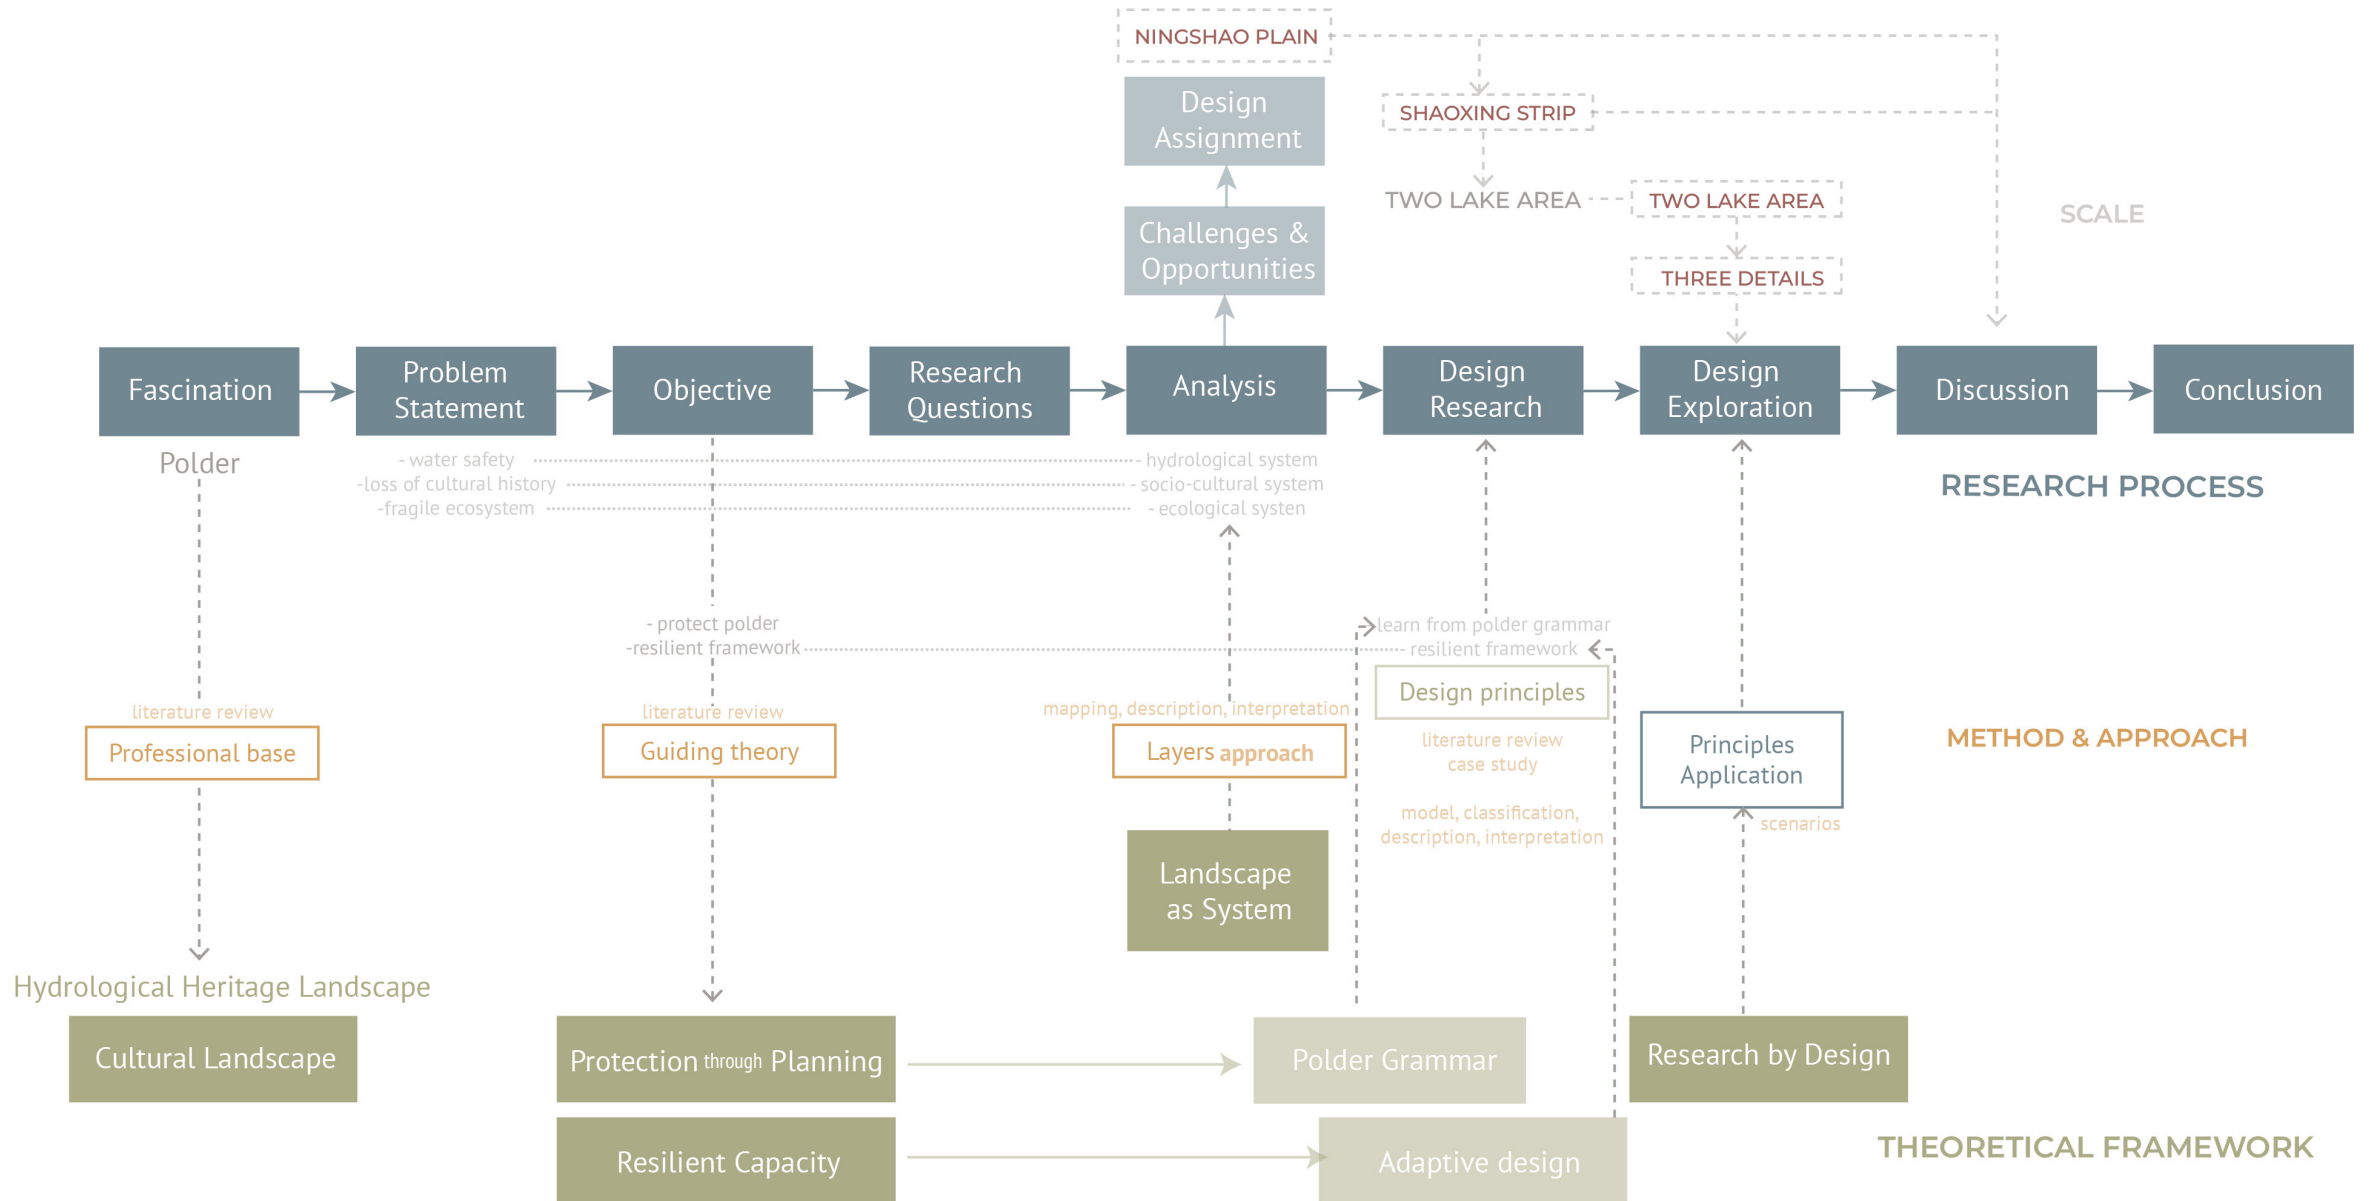 NINGSHAO PLAIN
Design
Assignment
SHAOXING STRIP
TWO LAKE AREA
TWO LAKE AREA
SCALE
Challenges &
Opportunities
THREE DETAILS
Fascination
Problem
Statement
Objective
Research
Questions
Analysis
Design
Research
Design
Exploration
Discussion
Conclusion
Polder
- water safety
-loss of cultural history
-fragile ecosystem
- hydrological system
- socio-cultural system
- ecological systen
RESEARCH PROCESS
- protect polder
-resilient framework
learn from polder grammar
- resilient framework
literature review
Professional base
literature review
Guiding theory
mapping, description, interpretation
Layers approach
Design principles
literature review
case study
model, classification,
description, interpretation
Principles
Application
scenarios
METHOD & APPROACH
Landscape
as System
Hydrological Heritage Landscape
Cultural Landscape
Protection through Planning
Polder Grammar
Research by Design
Resilient Capacity
Adaptive design
THEORETICAL FRAMEWORK